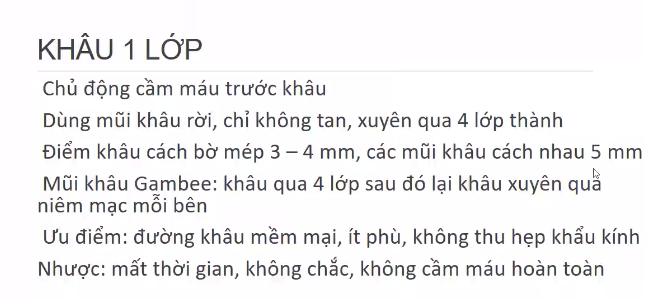 KHÂU 1 LỚP
Chủ động cầm máu trước khâu
Dùng mũi khâu rời, chỉ không tan, xuyên qua 4 lớp thành
Điểm khâu cách bờ mép 3 – 4 mm, các mũi khâu cách nhau 5 mm
Mũi khâu Gambee: khâu qua 4 lớp sau đó lại khâu xuyên qua
niêm mạc mỗi bên
Ưu điểm: đường khâu mềm mại, ít phù, không thu hẹp khẩu kính
Nhược: mất thời gian, không chắc, không cầm máu hoàn toàn